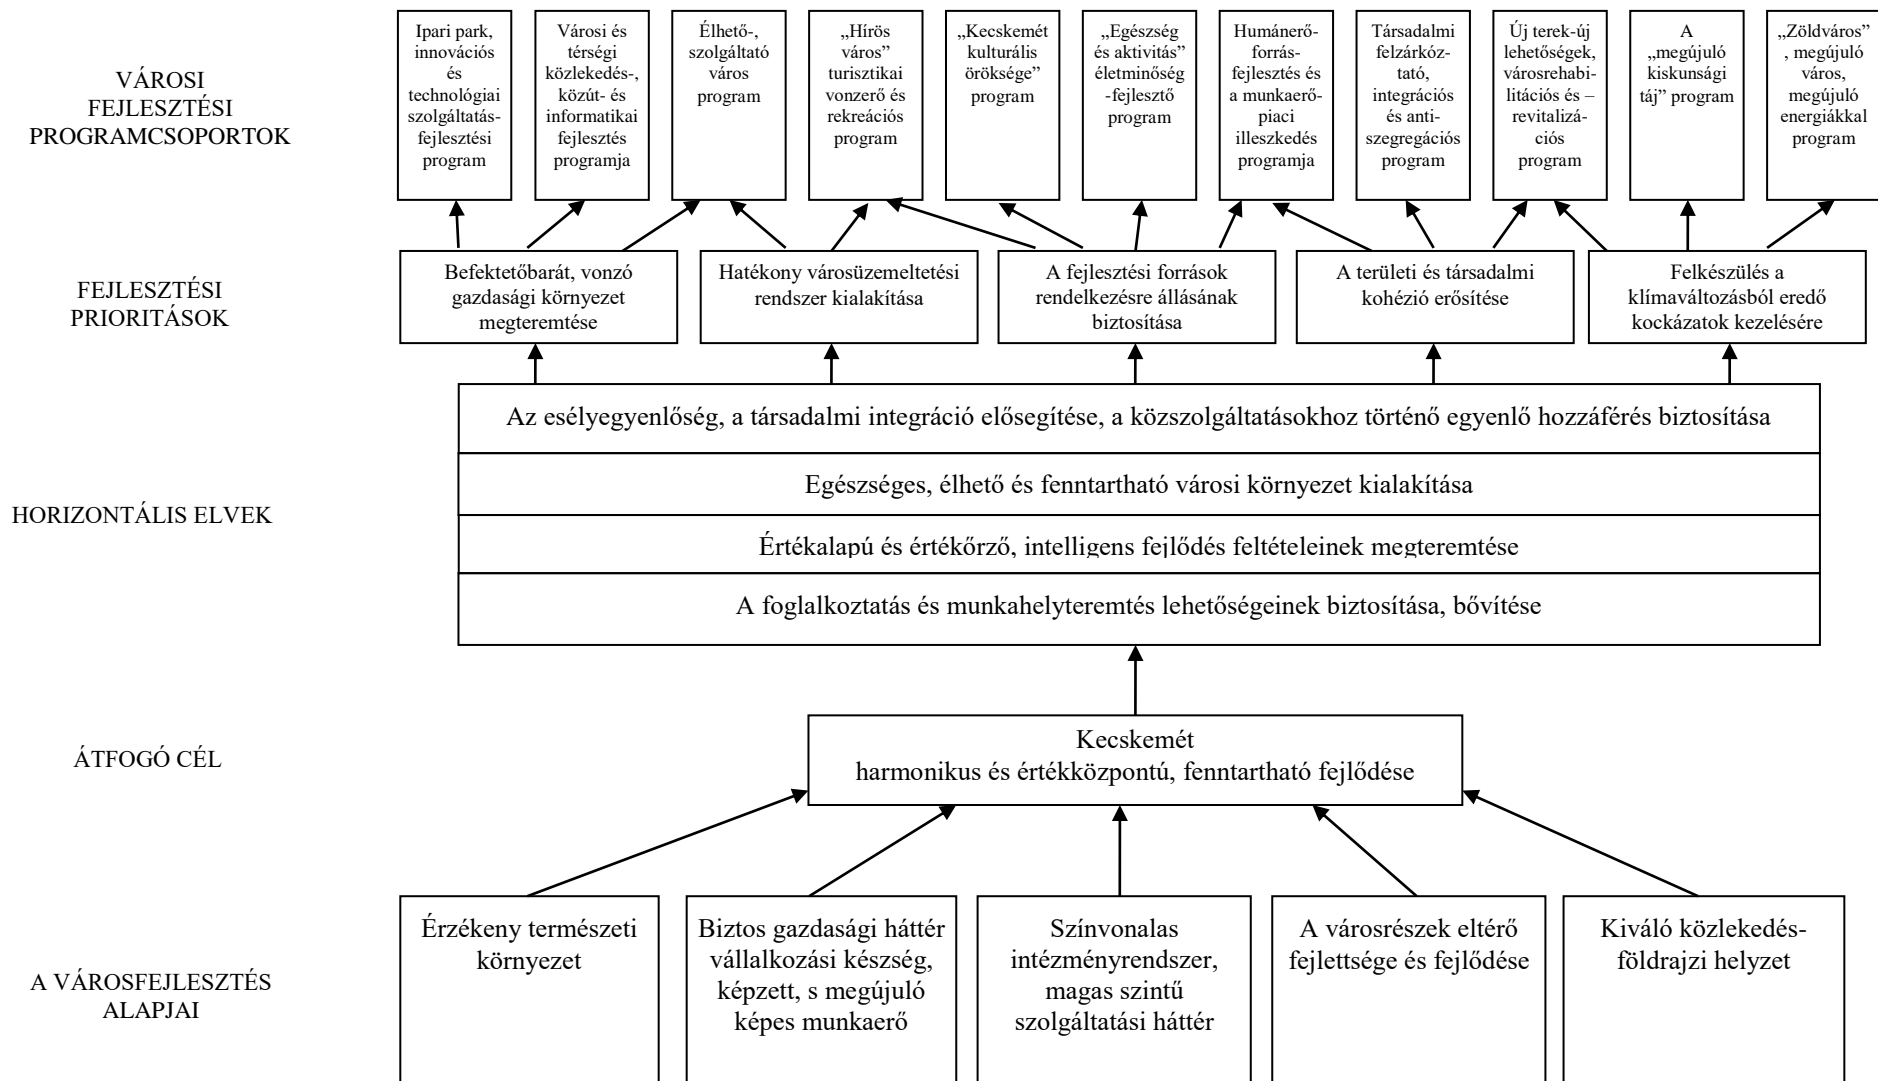 VÁROSI
FEJLESZTÉSI
PROGRAMCSOPORTOK
Ipari park,
innovációs
és
technológiai
szolgáltatás-
fejlesztési
program
Városi és
térségi
közlekedés-,
közút- és
informatikai
fejlesztés
programja
Élhető-,
szolgáltató
város
program
„Hírös
város”
turisztikai
vonzerő és
rekreációs
program
„Kecskemét
kulturális
öröksége”
program
„Egészség
és aktivitás”
életminőség
-fejlesztő
program
Humánerő-
forrás-
fejlesztés és
a munkaerő-
piaci
illeszkedés
programja
Társadalmi
felzárkóz-
tató,
integrációs
és anti-
szegregációs
program
Új terek-új
lehetőségek,
városrehabi-
litációs és –
revitalizá-
ciós
program
A
„megújuló
kiskunsági
táj” program
„Zöldváros”
, megújuló
város,
megújuló
energiákkal
program
FEJLESZTÉSI
PRIORITÁSOK
Befektetőbarát, vonzó
gazdasági környezet
megteremtése
Hatékony városüzemeltetési
rendszer kialakítása
A fejlesztési források
rendelkezésre állásának
biztosítása
A területi és társadalmi
kohézió erősítése
Felkészülés a
klímaváltozásból eredő
kockázatok kezelésére
HORIZONTÁLIS ELVEK
Az esélyegyenlőség, a társadalmi integráció elősegítése, a közszolgáltatásokhoz történő egyenlő hozzáférés biztosítása
Egészséges, élhető és fenntartható városi környezet kialakítása
Értékalapú és értékőrző, intelligens fejlődés feltételeinek megteremtése
A foglalkoztatás és munkahelyteremtés lehetőségeinek biztosítása, bővítése
ÁTFOGÓ CÉL
Kecskemét
harmonikus és értékközpontú, fenntartható fejlődése
A VÁROSFEJLESZTÉS
ALAPJAI
Érzékeny természeti
környezet
Biztos gazdasági háttér
vállalkozási készség,
képzett, s megújuló
képes munkaerő
Színvonalas
intézményrendszer,
magas szintű
szolgáltatási háttér
A városrészek eltérő
fejlettsége és fejlődése
Kiváló közlekedés-
földrajzi helyzet